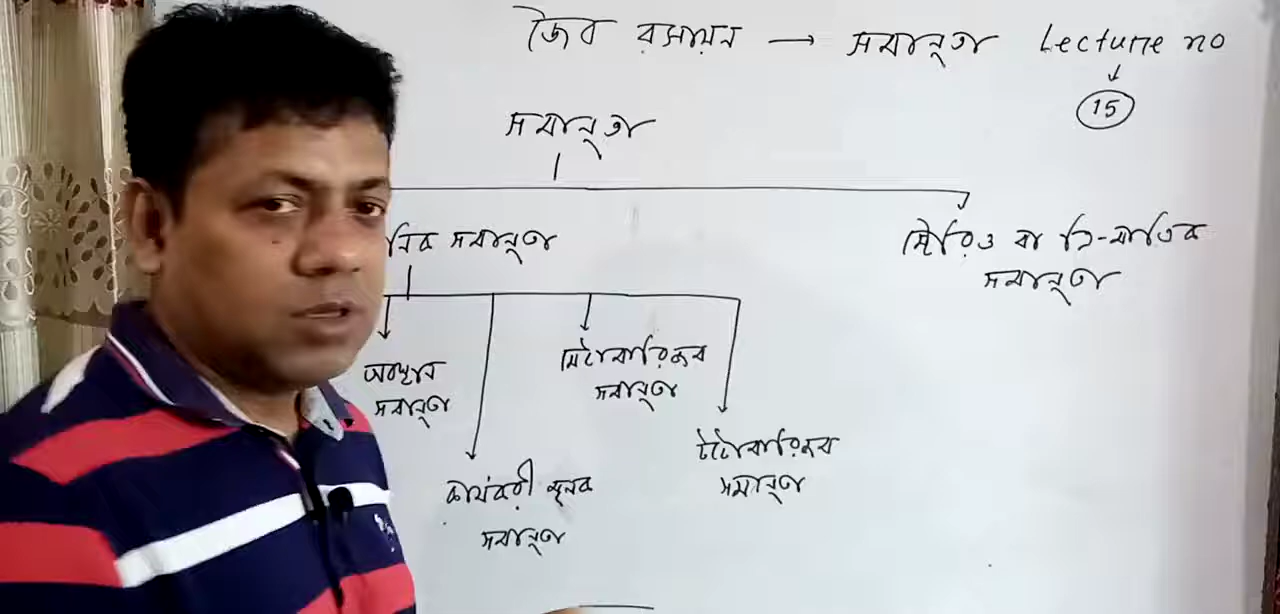 জৈব রসায়ন → সমানুতা Lecture no
15
সমানুতা
নিক সমানুতা
স্টেরিও বা ত্রি-মাত্রিক
সমানুতা
অবস্থান
সমানুতা
মেটামারিজম
সমানুতা
টটোমারিজম
সমানুতা
কার্যকরী মূলক
সমানুতা